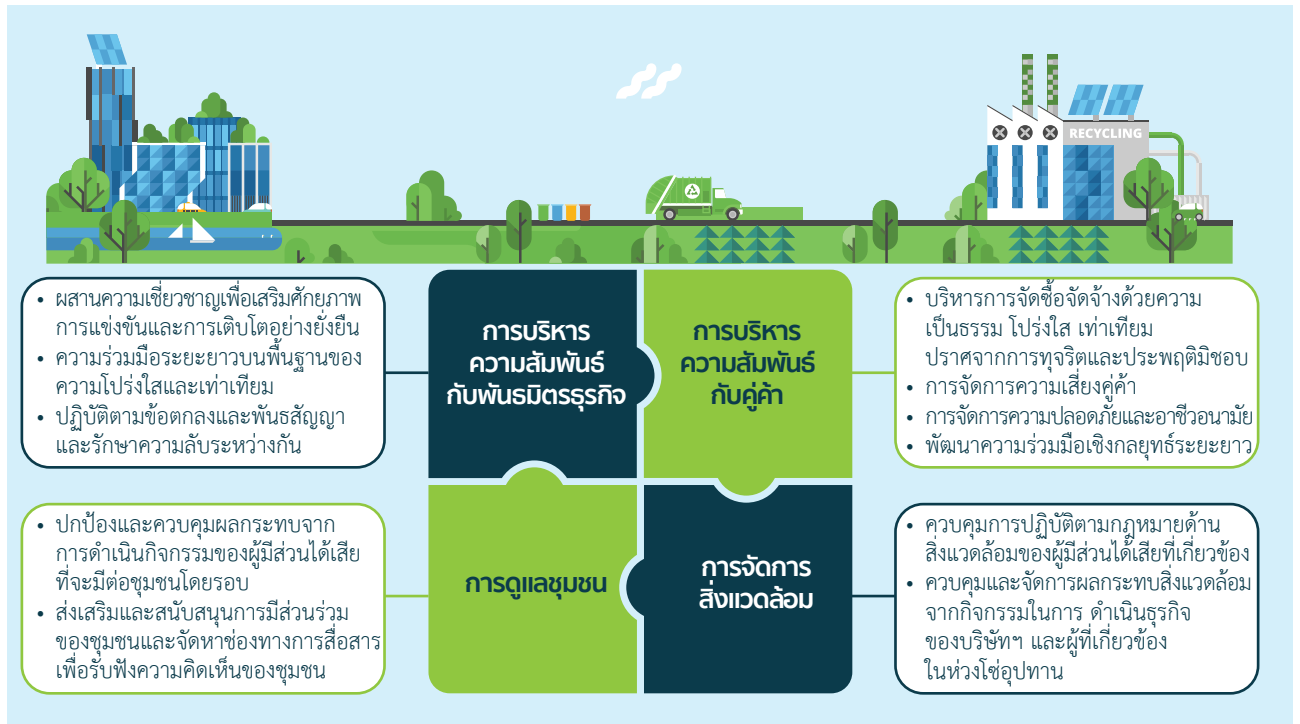 RECYCLING
• ผสานความเชี่ยวชาญเพื่อเสริมศักยภาพ
การแข่งขันและการเติบโตอย่างยั่งยืน
• ความร่วมมือระยะยาวบนพื้นฐานของ
ความโปร่งใสและเท่าเทียม
• ปฏิบัติตามข้อตกลงและพันธสัญญา
และรักษาความลับระหว่างกัน
การบริหาร
ความสัมพันธ์
กับพันธมิตรธุรกิจ
การบริหาร
ความสัมพันธ์
กับคู่ค้า
• บริหารการจัดซื้อจัดจ้างด้วยความ
เป็นธรรม โปร่งใส เท่าเทียม
ปราศจากการทุจริตและประพฤติมิชอบ
• การจัดการความเสี่ยงคู่ค้า
• การจัดการความปลอดภัยและอาชีวอนามัย
• พัฒนาความร่วมมือเชิงกลยุทธ์ระยะยาว
• ปกป้องและควบคุมผลกระทบจาก
การดำเนินกิจกรรมของผู้มีส่วนได้เสีย
ที่จะมีต่อชุมชนโดยรอบ
• ส่งเสริมและสนับสนุนการมีส่วนร่วม
ของชุมชนและจัดหาช่องทางการสื่อสาร
เพื่อรับฟังความคิดเห็นของชุมชน
การดูแลชุมชน
การจัดการ
สิ่งแวดล้อม
• ควบคุมการปฏิบัติตามกฎหมายด้าน
สิ่งแวดล้อมของผู้มีส่วนได้เสียที่เกี่ยวข้อง
• ควบคุมและจัดการผลกระทบสิ่งแวดล้อม
จากกิจกรรมในการ ดำเนินธุรกิจ
ของบริษัทฯ และผู้ที่เกี่ยวข้อง
ในห่วงโซ่อุปทาน